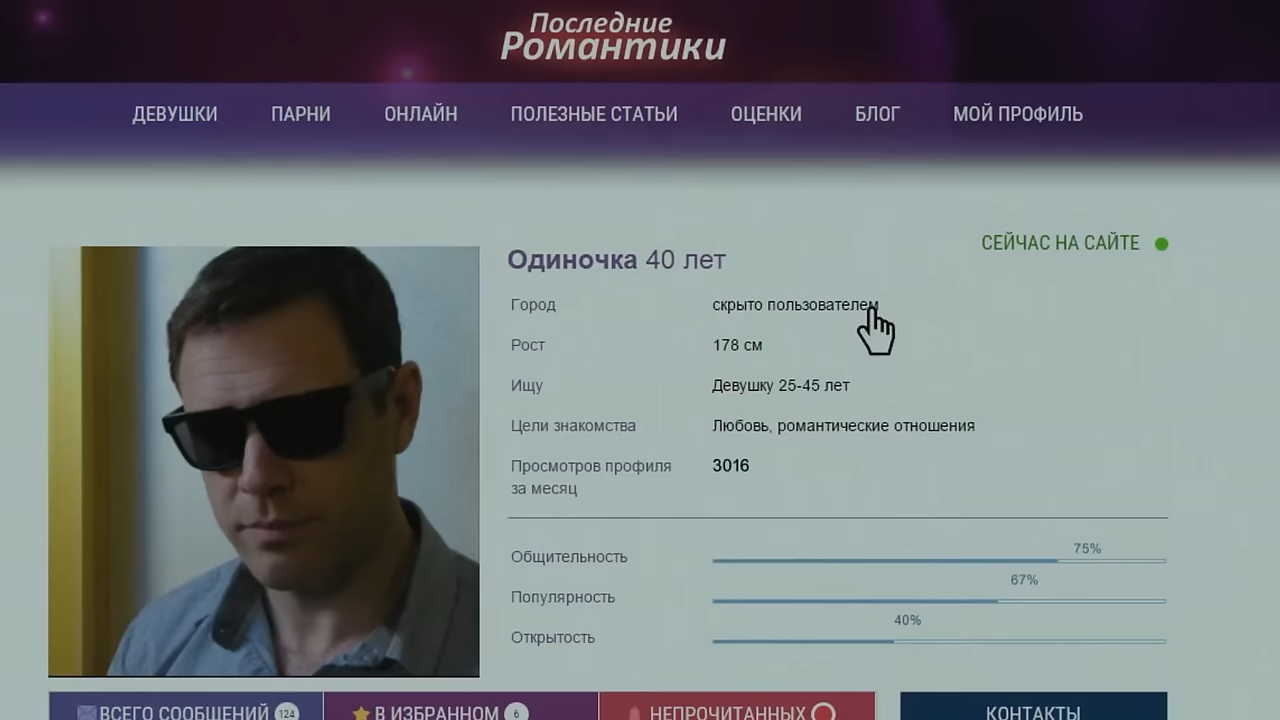 Последние
Романтики
ДЕВУШКИ ПАРНИ ОНЛАЙН ПОЛЕЗНЫЕ СТАТЬИ ОЦЕНКИ БЛОГ МОЙ ПРОФИЛЬ
СЕЙЧАС НА САЙТЕ
Одиночка 40 лет
Город скрыто пользователем
Рост 178 см
Ищу Девушку 25-45 лет
Цели знакомства Любовь, романтические отношения
Просмотров профиля 3016
за месяц
Общительность 75%
Популярность 67%
Открытость 40%
ВСЕГО СООБЩЕНИЙ 124 В ИЗБРАННОМ 6 НЕПРОЧИТАННЫХ КОНТАКТЫ